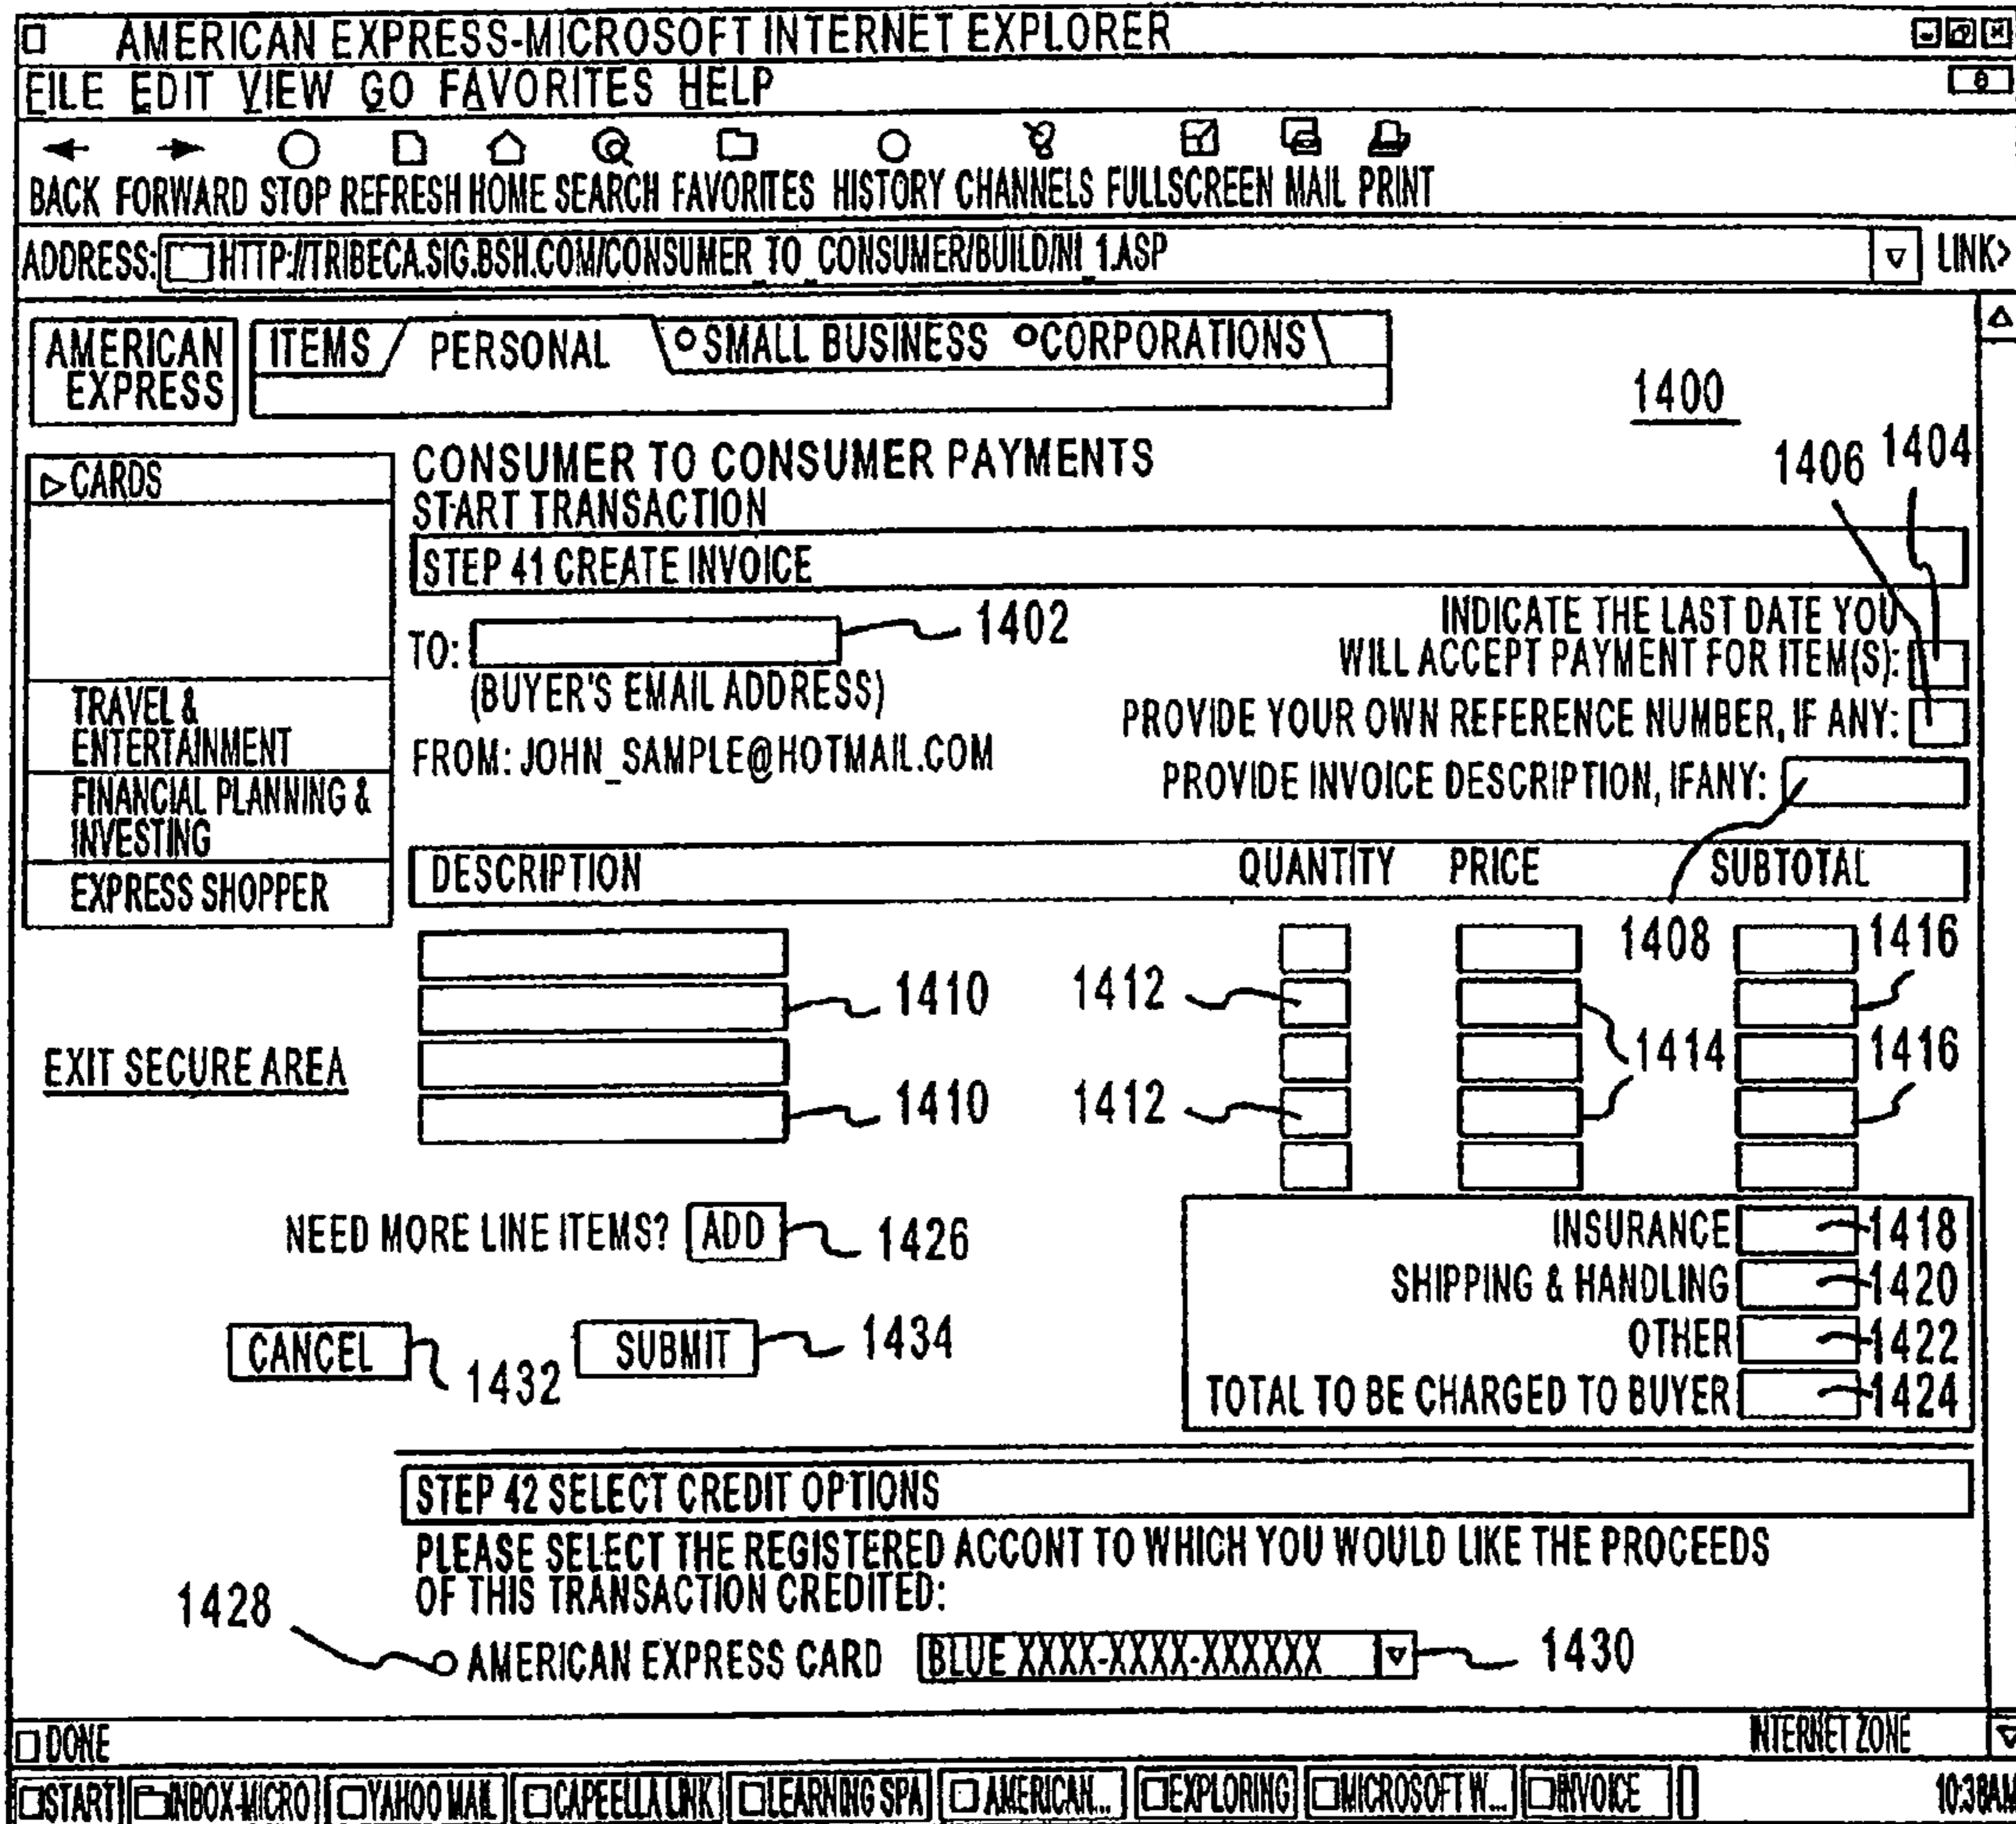 AMERICAN EXPRESS-MICROSOFT INTERNET EXPLORER
FILE EDIT VIEW GO FAVORITES HELP
BACK FORWARD STOP REFRESH HOME SEARCH FAVORITES HISTORY CHANNELS FULLSCREEN MAIL PRINT
ADDRESS: HTTP://TRIBECA.SIG.BSH.COM/CONSUMER_TO_CONSUMER/BUILD/NI_1.ASP LINK>
AMERICAN EXPRESS
ITEMS PERSONAL SMALL BUSINESS CORPORATIONS
1400
CARDS
TRAVEL &
ENTERTAINMENT
FINANCIAL PLANNING &
INVESTING
EXPRESS SHOPPER
EXIT SECURE AREA
CONSUMER TO CONSUMER PAYMENTS
START TRANSACTION
1406 1404
STEP 41 CREATE INVOICE
TO: 1402
(BUYER'S EMAIL ADDRESS)
FROM: JOHN_SAMPLE@HOTMAIL.COM
INDICATE THE LAST DATE YOU
WILL ACCEPT PAYMENT FOR ITEM(S):
PROVIDE YOUR OWN REFERENCE NUMBER, IF ANY:
PROVIDE INVOICE DESCRIPTION, IFANY:
DESCRIPTION QUANTITY PRICE SUBTOTAL
1408 1416
1410 1412
1414 1416
1410 1412
NEED MORE LINE ITEMS? ADD 1426
CANCEL 1432 SUBMIT 1434
INSURANCE 1418
SHIPPING & HANDLING 1420
OTHER 1422
TOTAL TO BE CHARGED TO BUYER 1424
STEP 42 SELECT CREDIT OPTIONS
PLEASE SELECT THE REGISTERED ACCONT TO WHICH YOU WOULD LIKE THE PROCEEDS
OF THIS TRANSACTION CREDITED:
1428
AMERICAN EXPRESS CARD BLUE XXXX-XXXX-XXXXXX 1430
DONE INTERNET ZONE
START INBOX-MICRO YAHOO MAIL CAPEELLA LINK LEARNING SPA AMERICAN... EXPLORING MICROSOFT W... INVOICE 10:38AM